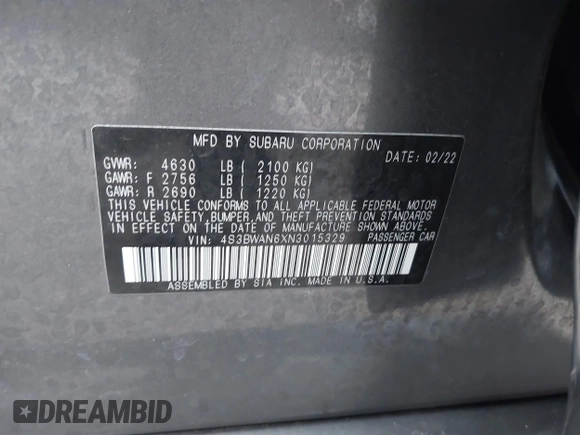 MFD BY SUBARU CORPORATION
DATE: 02/22
GVWR: 4630 LB ( 2100 KG)
GAWR: F 2756 LB ( 1250 KG)
GAWR: R 2690 LB ( 1220 KG)
THIS VEHICLE CONFORMS TO ALL APPLICABLE FEDERAL MOTOR
VEHICLE SAFETY,BUMPER,AND THEFT PREVENTION STANDARDS
IN EFFECT ON THE DATE OF MANUFACTURE SHOWN ABOVE.
VIN: 4S3BWAN6XN3015329 PASSENGER CAR
ASSEMBLED BY SIA INC. MADE IN U.S.A.
DREAMBID